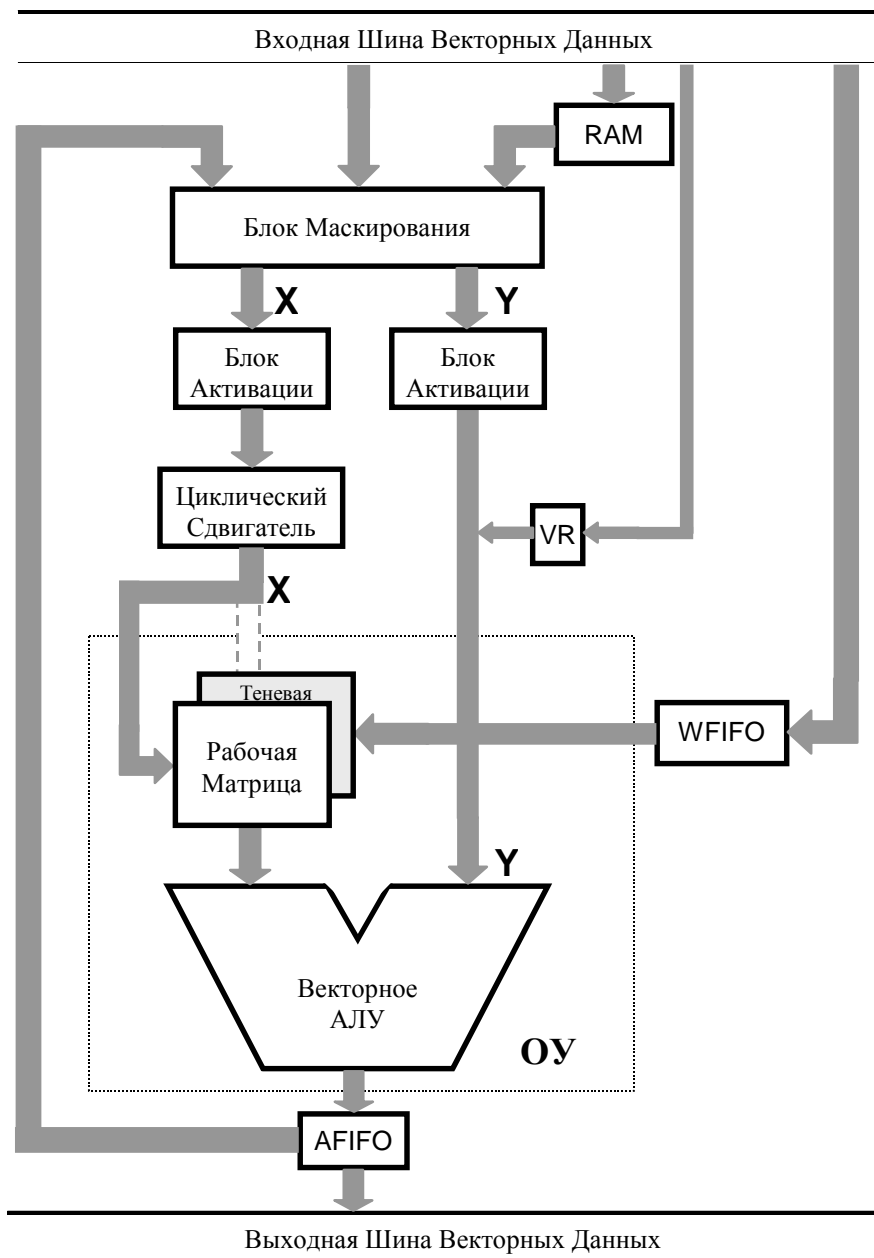 Входная Шина Векторных Данных
RAM
Блок Маскирования
X
Y
Блок
Активации
Блок
Активации
Циклический
Сдвигатель
VR
X
Теневая
WFIFO
Рабочая
Матрица
Y
Векторное
АЛУ
ОУ
AFIFO
Выходная Шина Векторных Данных